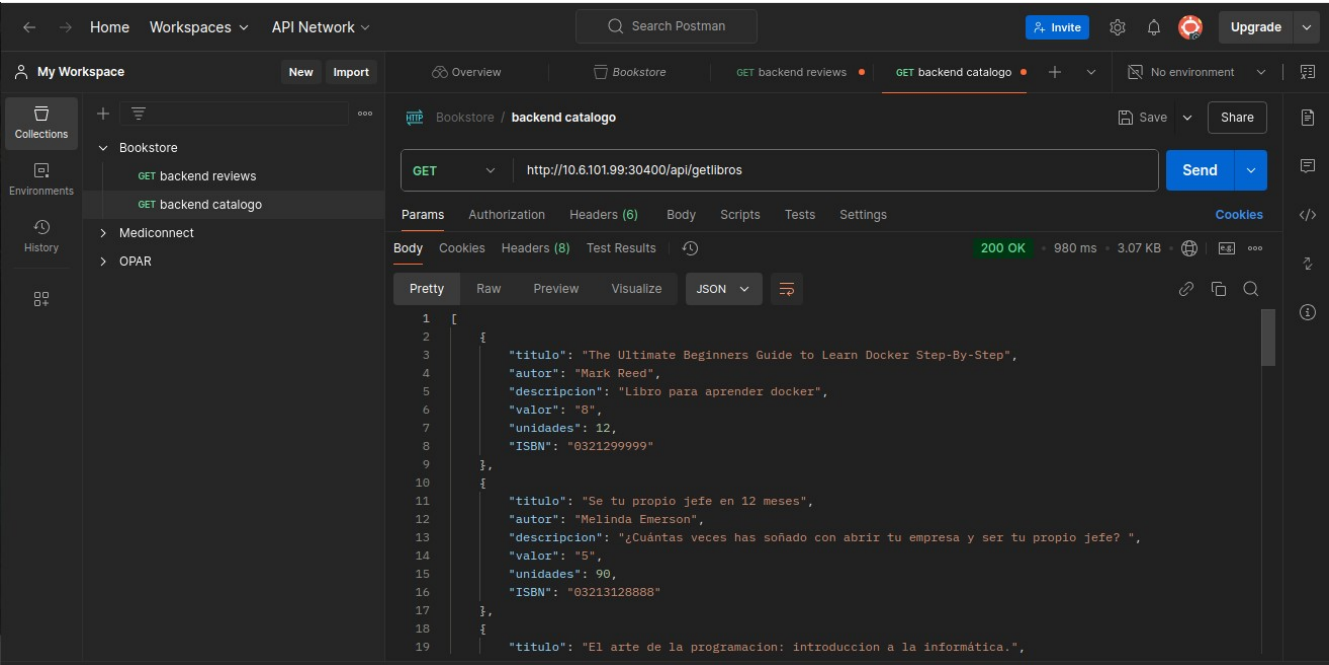 Home Workspaces API Network Search Postman Invite Upgrade
My Workspace New Import Overview Bookstore GET backend reviews GET backend catalogo No environment
Collections
Environments
History
Bookstore
GET backend reviews
GET backend catalogo
Mediconnect
OPAR
HTTP Bookstore / backend catalogo Save Share
GET http://10.6.101.99:30400/api/getlibros Send
Params Authorization Headers (6) Body Scripts Tests Settings Cookies
Body Cookies Headers (8) Test Results 200 OK 980 ms 3.07 KB e.g.
Pretty Raw Preview Visualize JSON
1 [
2 {
3 "titulo": "The Ultimate Beginners Guide to Learn Docker Step-By-Step",
4 "autor": "Mark Reed",
5 "descripcion": "Libro para aprender docker",
6 "valor": "8",
7 "unidades": 12,
8 "ISBN": "0321299999"
9 },
10 {
11 "titulo": "Se tu propio jefe en 12 meses",
12 "autor": "Melinda Emerson",
13 "descripcion": "¿Cuántas veces has soñado con abrir tu empresa y ser tu propio jefe? ",
14 "valor": "5",
15 "unidades": 90,
16 "ISBN": "03213128888"
17 },
18 {
19 "titulo": "El arte de la programacion: introduccion a la informática.",